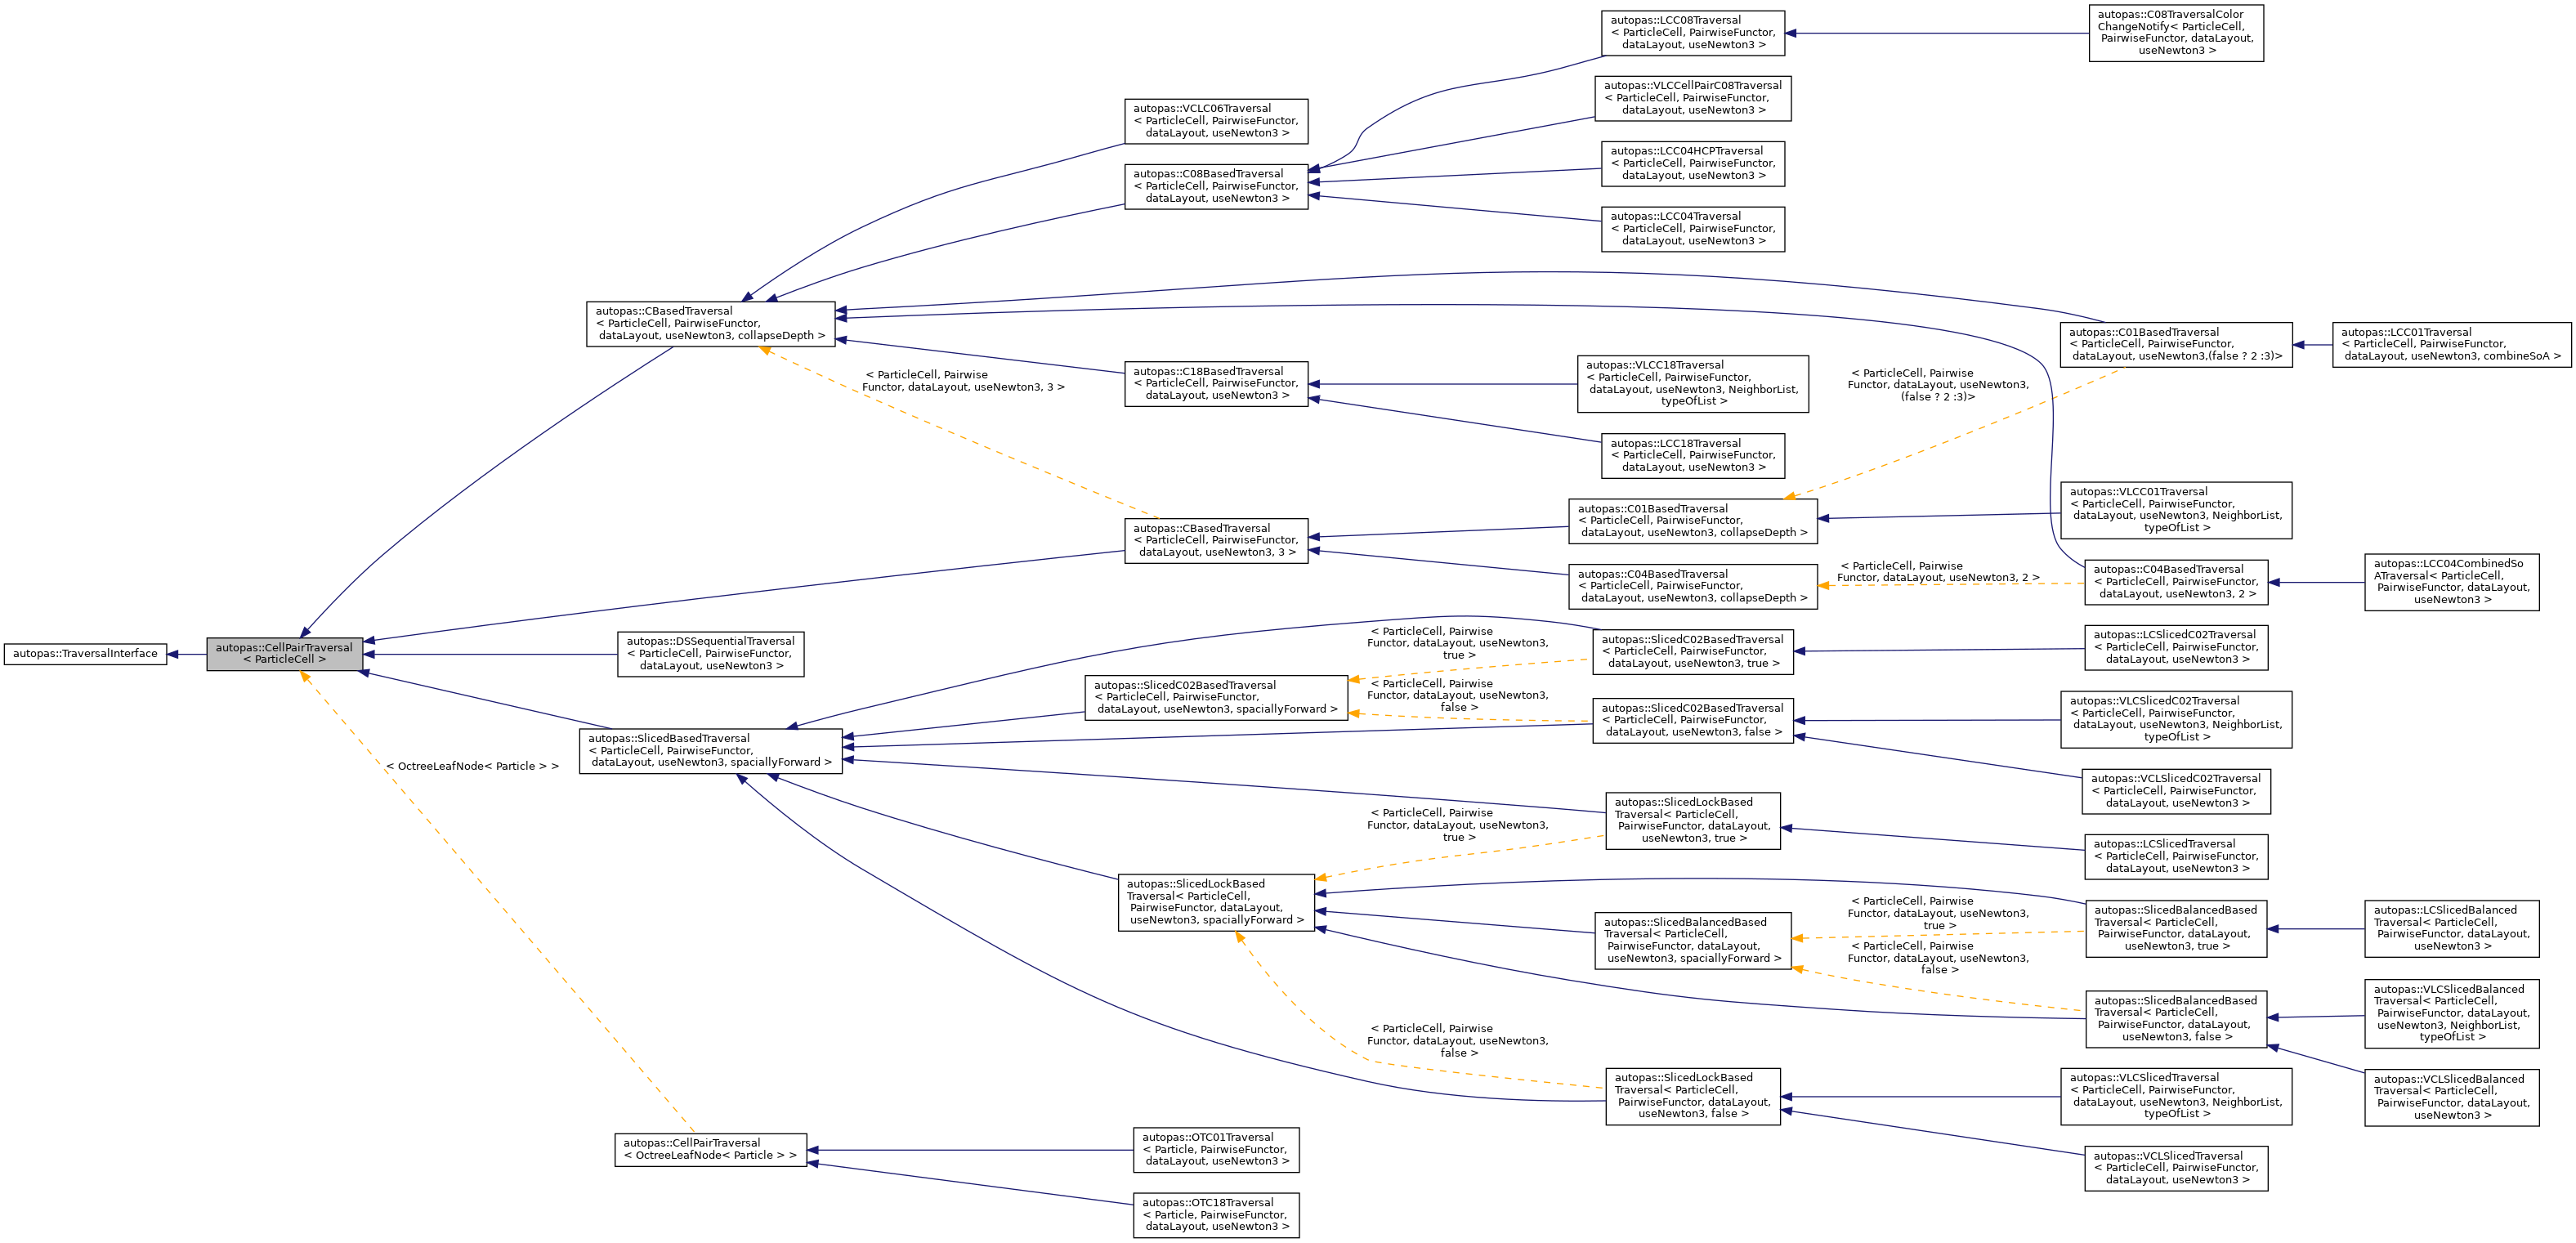 autopas::TraversalInterface
autopas::CellPairTraversal
< ParticleCell >
autopas::CBasedTraversal
< ParticleCell, PairwiseFunctor,
dataLayout, useNewton3, collapseDepth >
autopas::DSSequentialTraversal
< ParticleCell, PairwiseFunctor,
dataLayout, useNewton3 >
autopas::SlicedBasedTraversal
< ParticleCell, PairwiseFunctor,
dataLayout, useNewton3, spaciallyForward >
< OctreeLeafNode< Particle > >
autopas::CellPairTraversal
< OctreeLeafNode< Particle > >
< ParticleCell, Pairwise
Functor, dataLayout, useNewton3, 3 >
autopas::VCLC06Traversal
< ParticleCell, PairwiseFunctor,
dataLayout, useNewton3 >
autopas::C08BasedTraversal
< ParticleCell, PairwiseFunctor,
dataLayout, useNewton3 >
autopas::C18BasedTraversal
< ParticleCell, PairwiseFunctor,
dataLayout, useNewton3 >
autopas::CBasedTraversal
< ParticleCell, PairwiseFunctor,
dataLayout, useNewton3, 3 >
autopas::SlicedC02BasedTraversal
< ParticleCell, PairwiseFunctor,
dataLayout, useNewton3, spaciallyForward >
autopas::SlicedLockBased
Traversal< ParticleCell,
PairwiseFunctor, dataLayout,
useNewton3, spaciallyForward >
autopas::OTC01Traversal
< Particle, PairwiseFunctor,
dataLayout, useNewton3 >
autopas::OTC18Traversal
< Particle, PairwiseFunctor,
dataLayout, useNewton3 >
< ParticleCell, Pairwise
Functor, dataLayout, useNewton3,
true >
< ParticleCell, Pairwise
Functor, dataLayout, useNewton3,
false >
< ParticleCell, Pairwise
Functor, dataLayout, useNewton3,
true >
< ParticleCell, Pairwise
Functor, dataLayout, useNewton3,
false >
autopas::LCC08Traversal
< ParticleCell, PairwiseFunctor,
dataLayout, useNewton3 >
autopas::VLCCellPairC08Traversal
< ParticleCell, PairwiseFunctor,
dataLayout, useNewton3 >
autopas::LCC04HCPTraversal
< ParticleCell, PairwiseFunctor,
dataLayout, useNewton3 >
autopas::LCC04Traversal
< ParticleCell, PairwiseFunctor,
dataLayout, useNewton3 >
autopas::VLCC18Traversal
< ParticleCell, PairwiseFunctor,
dataLayout, useNewton3, NeighborList,
typeOfList >
autopas::LCC18Traversal
< ParticleCell, PairwiseFunctor,
dataLayout, useNewton3 >
autopas::C01BasedTraversal
< ParticleCell, PairwiseFunctor,
dataLayout, useNewton3, collapseDepth >
autopas::C04BasedTraversal
< ParticleCell, PairwiseFunctor,
dataLayout, useNewton3, collapseDepth >
autopas::SlicedC02BasedTraversal
< ParticleCell, PairwiseFunctor,
dataLayout, useNewton3, true >
autopas::SlicedC02BasedTraversal
< ParticleCell, PairwiseFunctor,
dataLayout, useNewton3, false >
autopas::SlicedLockBased
Traversal< ParticleCell,
PairwiseFunctor, dataLayout,
useNewton3, true >
autopas::SlicedBalancedBased
Traversal< ParticleCell,
PairwiseFunctor, dataLayout,
useNewton3, spaciallyForward >
autopas::SlicedLockBased
Traversal< ParticleCell,
PairwiseFunctor, dataLayout,
useNewton3, false >
< ParticleCell, Pairwise
Functor, dataLayout, useNewton3,
(false ? 2 :3)>
< ParticleCell, Pairwise
Functor, dataLayout, useNewton3, 2 >
< ParticleCell, Pairwise
Functor, dataLayout, useNewton3,
true >
< ParticleCell, Pairwise
Functor, dataLayout, useNewton3,
false >
autopas::C08TraversalColor
ChangeNotify< ParticleCell,
PairwiseFunctor, dataLayout,
useNewton3 >
autopas::C01BasedTraversal
< ParticleCell, PairwiseFunctor,
dataLayout, useNewton3,(false ? 2 :3)>
autopas::VLCC01Traversal
< ParticleCell, PairwiseFunctor,
dataLayout, useNewton3, NeighborList,
typeOfList >
autopas::C04BasedTraversal
< ParticleCell, PairwiseFunctor,
dataLayout, useNewton3, 2 >
autopas::LCSlicedC02Traversal
< ParticleCell, PairwiseFunctor,
dataLayout, useNewton3 >
autopas::VLCSlicedC02Traversal
< ParticleCell, PairwiseFunctor,
dataLayout, useNewton3, NeighborList,
typeOfList >
autopas::VCLSlicedC02Traversal
< ParticleCell, PairwiseFunctor,
dataLayout, useNewton3 >
autopas::LCSlicedTraversal
< ParticleCell, PairwiseFunctor,
dataLayout, useNewton3 >
autopas::SlicedBalancedBased
Traversal< ParticleCell,
PairwiseFunctor, dataLayout,
useNewton3, true >
autopas::SlicedBalancedBased
Traversal< ParticleCell,
PairwiseFunctor, dataLayout,
useNewton3, false >
autopas::VLCSlicedTraversal
< ParticleCell, PairwiseFunctor,
dataLayout, useNewton3, NeighborList,
typeOfList >
autopas::VCLSlicedTraversal
< ParticleCell, PairwiseFunctor,
dataLayout, useNewton3 >
autopas::LCC01Traversal
< ParticleCell, PairwiseFunctor,
dataLayout, useNewton3, combineSoA >
autopas::LCC04CombinedSo
ATraversal< ParticleCell,
PairwiseFunctor, dataLayout,
useNewton3 >
autopas::LCSlicedBalanced
Traversal< ParticleCell,
PairwiseFunctor, dataLayout,
useNewton3 >
autopas::VLCSlicedBalanced
Traversal< ParticleCell,
PairwiseFunctor, dataLayout,
useNewton3, NeighborList,
typeOfList >
autopas::VCLSlicedBalanced
Traversal< ParticleCell,
PairwiseFunctor, dataLayout,
useNewton3 >